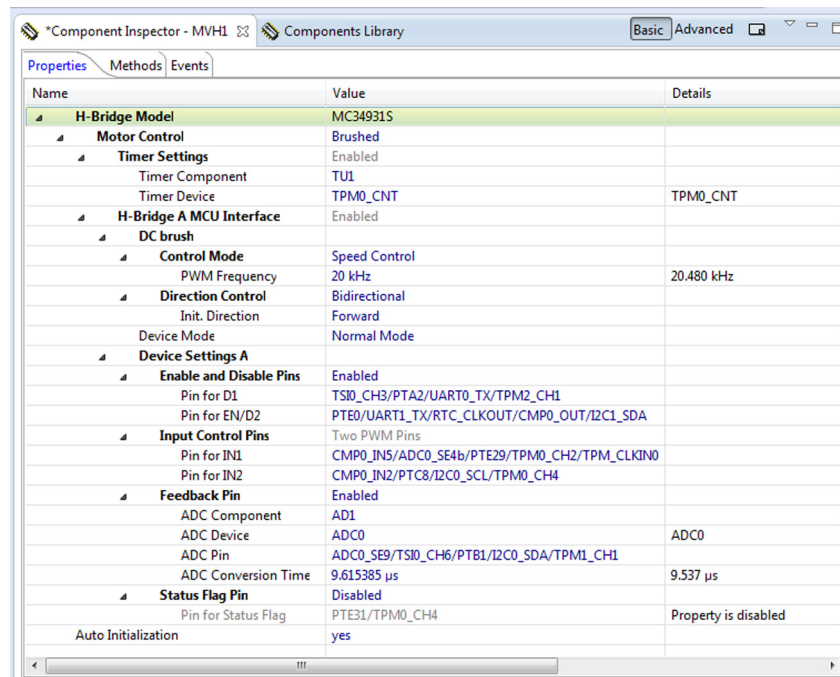 *Component Inspector - MVH1 Components Library Basic Advanced
Properties Methods Events
Name Value Details
H-Bridge Model MC34931S
Motor Control Brushed
Timer Settings Enabled
Timer Component TU1
Timer Device TPM0_CNT TPM0_CNT
H-Bridge A MCU Interface Enabled
DC brush
Control Mode Speed Control
PWM Frequency 20 kHz 20.480 kHz
Direction Control Bidirectional
Init. Direction Forward
Device Mode Normal Mode
Device Settings A
Enable and Disable Pins Enabled
Pin for D1 TSI0_CH3/PTA2/UART0_TX/TPM2_CH1
Pin for EN/D2 PTE0/UART1_TX/RTC_CLKOUT/CMP0_OUT/I2C1_SDA
Input Control Pins Two PWM Pins
Pin for IN1 CMP0_IN5/ADC0_SE4b/PTE29/TPM0_CH2/TPM_CLKIN0
Pin for IN2 CMP0_IN2/PTC8/I2C0_SCL/TPM0_CH4
Feedback Pin Enabled
ADC Component AD1
ADC Device ADC0 ADC0
ADC Pin ADC0_SE9/TSI0_CH6/PTB1/I2C0_SDA/TPM1_CH1
ADC Conversion Time 9.615385 µs 9.537 µs
Status Flag Pin Disabled
Pin for Status Flag PTE31/TPM0_CH4 Property is disabled
Auto Initialization yes